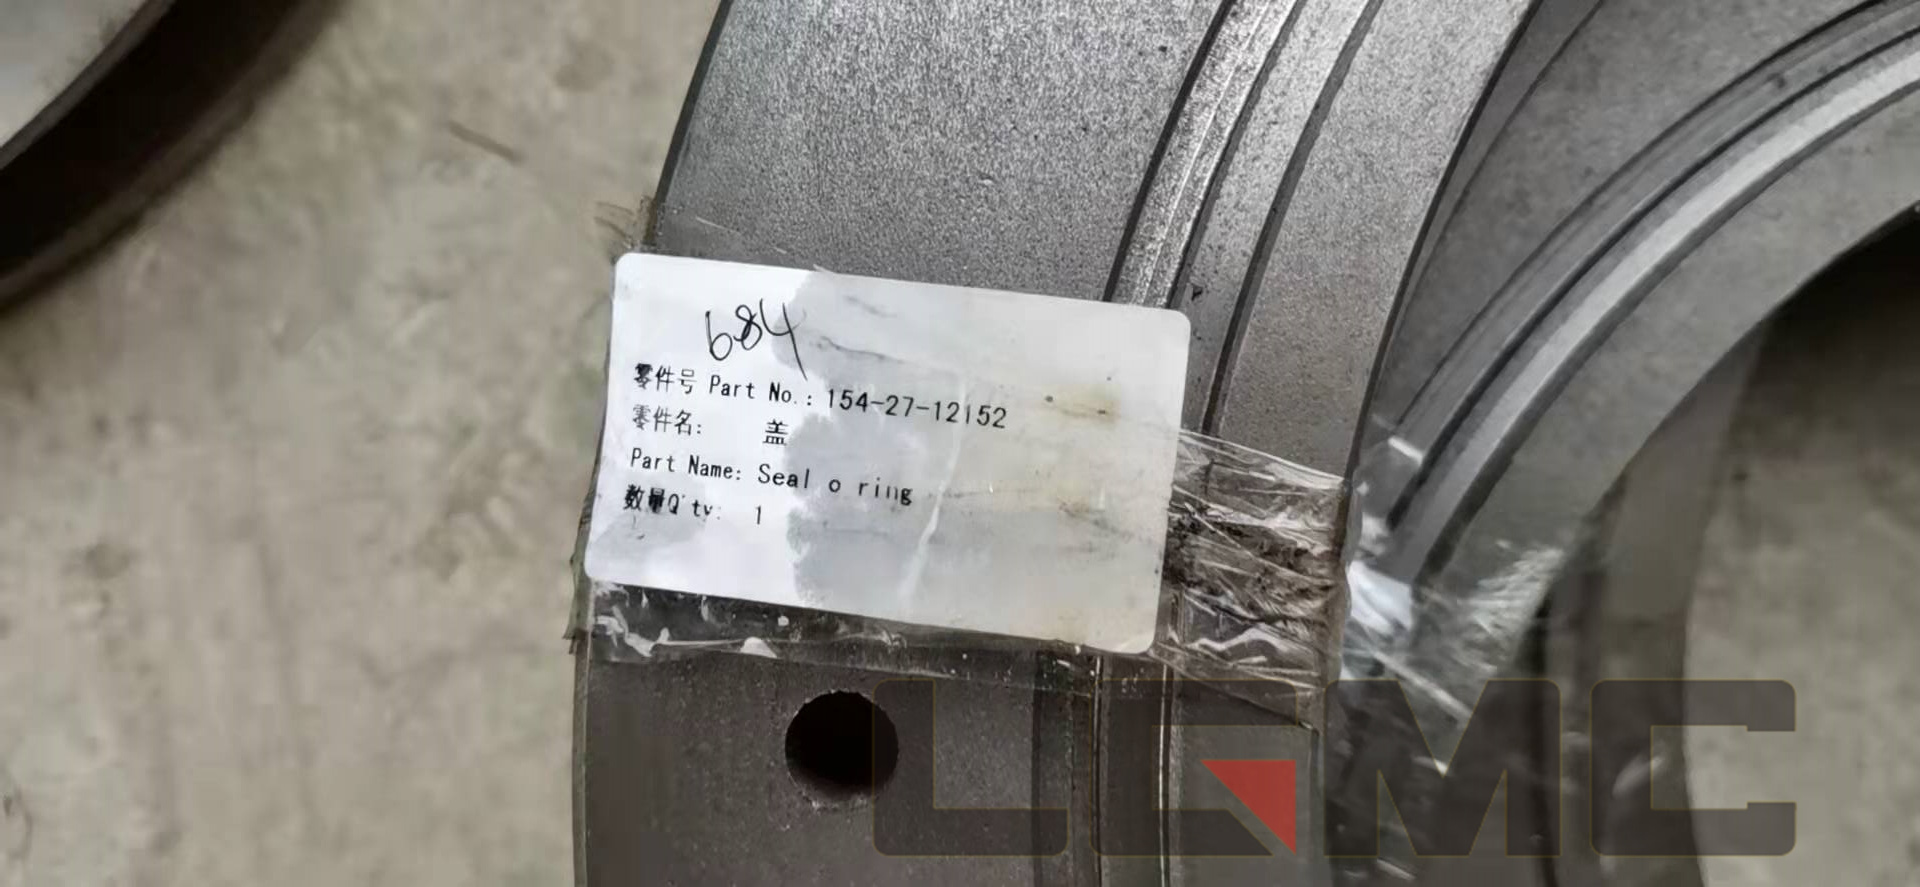 684
零件号 Part No.: 154-27-12152
零件名: 盖
Part Name: Seal o ring
数量Q'ty: 1
LGMC